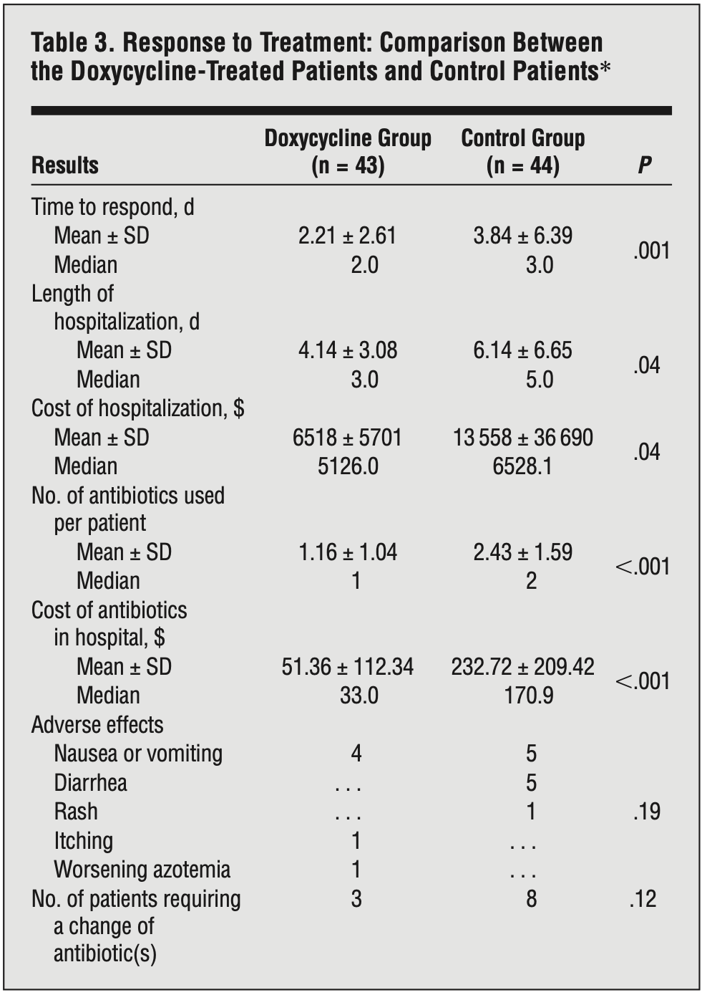 Table 3. Response to Treatment: Comparison Between
the Doxycycline-Treated Patients and Control Patients*
Doxycycline Group Control Group
Results (n = 43) (n = 44) P
Time to respond, d
Mean ± SD 2.21 ± 2.61 3.84 ± 6.39
.001
Median 2.0 3.0
Length of
hospitalization, d
Mean ± SD 4.14 ± 3.08 6.14 ± 6.65
.04
Median 3.0 5.0
Cost of hospitalization, $
Mean ± SD 6518 ± 5701 13 558 ± 36 690
.04
Median 5126.0 6528.1
No. of antibiotics used
per patient
Mean ± SD 1.16 ± 1.04 2.43 ± 1.59
<.001
Median 1 2
Cost of antibiotics
in hospital, $
Mean ± SD 51.36 ± 112.34 232.72 ± 209.42
<.001
Median 33.0 170.9
Adverse effects
Nausea or vomiting 4 5
Diarrhea . . . 5
Rash . . . 1 .19
Itching 1 . . .
Worsening azotemia 1 . . .
No. of patients requiring 3 8 .12
a change of
antibiotic(s)